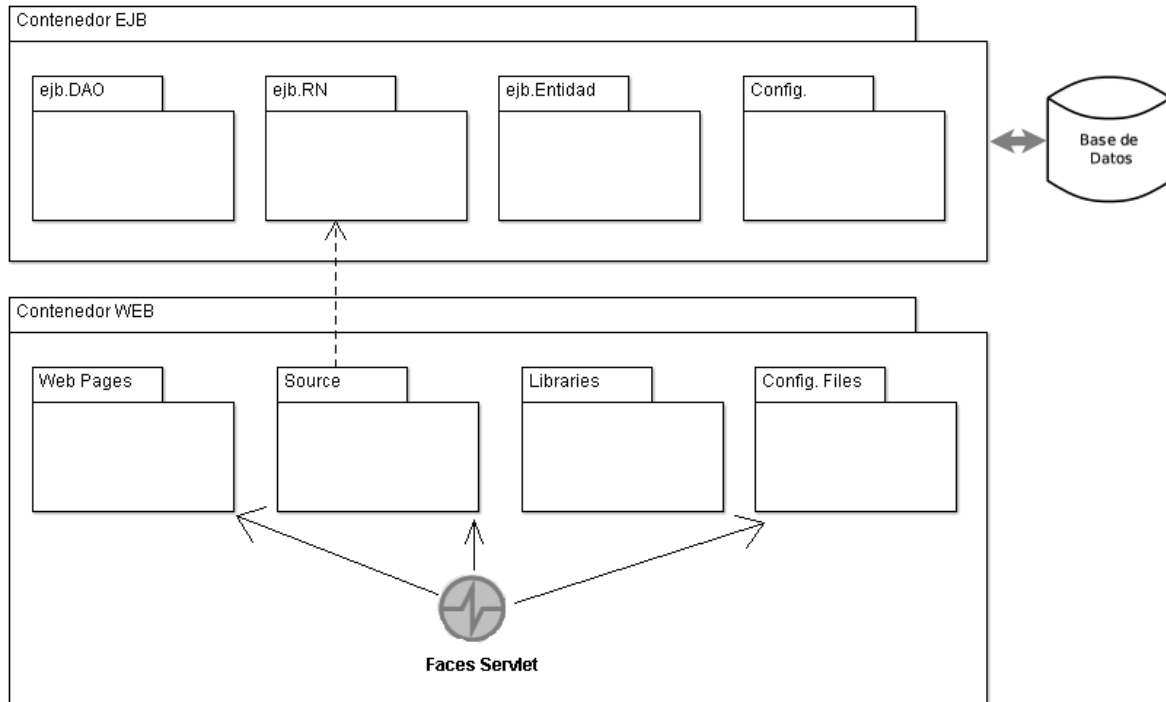 Contenedor EJB
ejb.DAO
ejb.RN
ejb.Entidad
Config.
Base de
Datos
Contenedor WEB
Web Pages
Source
Libraries
Config. Files
Faces Servlet